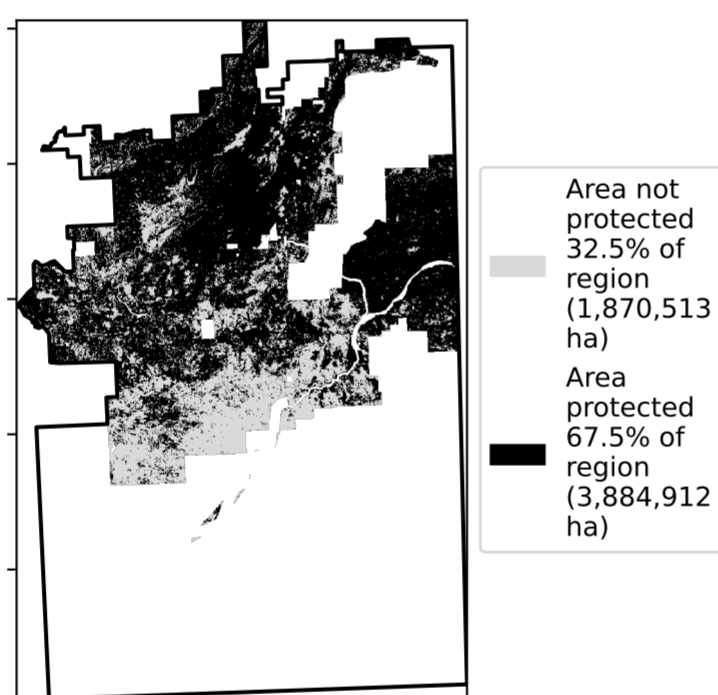 Area not
protected
32.5% of
region
(1,870,513
ha)
Area
protected
67.5% of
region
(3,884,912
ha)